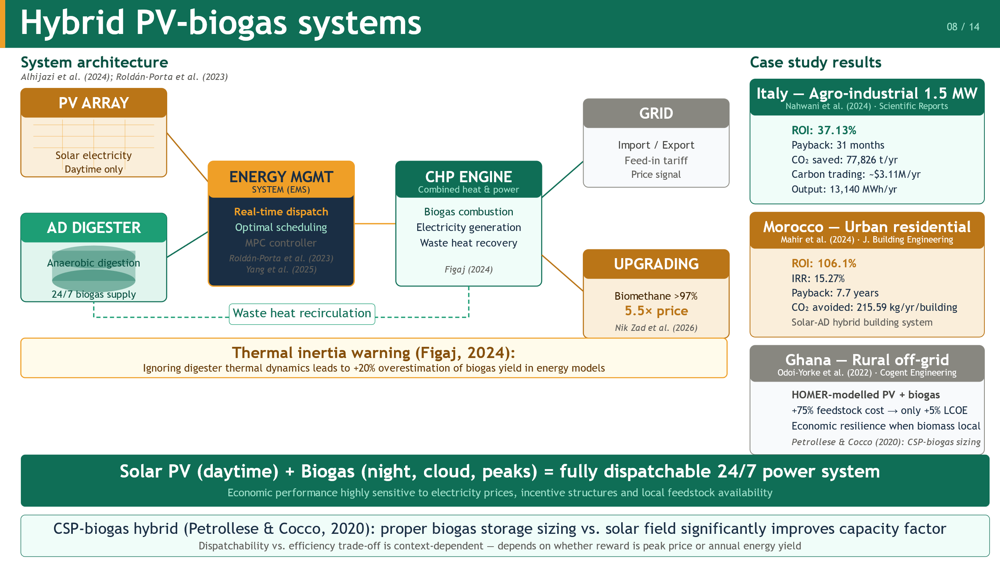 Hybrid PV-biogas systems
08 / 14
System architecture
Alhijazi et al. (2024); Roldán-Porta et al. (2023)
PV ARRAY
Solar electricity
Daytime only
AD DIGESTER
Anaerobic digestion
24/7 biogas supply
ENERGY MGMT
SYSTEM (EMS)
Real-time dispatch
Optimal scheduling
MPC controller
Roldán-Porta et al. (2023)
Yang et al. (2025)
CHP ENGINE
Combined heat & power
Biogas combustion
Electricity generation
Waste heat recovery
Figaj (2024)
GRID
Import / Export
Feed-in tariff
Price signal
UPGRADING
Biomethane >97%
5.5× price
Nik Zad et al. (2026)
Waste heat recirculation
Thermal inertia warning (Figaj, 2024):
Ignoring digester thermal dynamics leads to +20% overestimation of biogas yield in energy models
Case study results
Italy — Agro-industrial 1.5 MW
Nahwani et al. (2024) · Scientific Reports
ROI: 37.13%
Payback: 31 months
CO₂ saved: 77,826 t/yr
Carbon trading: ~$3.11M/yr
Output: 13,140 MWh/yr
Morocco — Urban residential
Mahir et al. (2024) · J. Building Engineering
ROI: 106.1%
IRR: 15.27%
Payback: 7.7 years
CO₂ avoided: 215.59 kg/yr/building
Solar-AD hybrid building system
Ghana — Rural off-grid
Odoi-Yorke et al. (2022) · Cogent Engineering
HOMER-modelled PV + biogas
+75% feedstock cost → only +5% LCOE
Economic resilience when biomass local
Petrollese & Cocco (2020): CSP-biogas sizing
Solar PV (daytime) + Biogas (night, cloud, peaks) = fully dispatchable 24/7 power system
Economic performance highly sensitive to electricity prices, incentive structures and local feedstock availability
CSP-biogas hybrid (Petrollese & Cocco, 2020): proper biogas storage sizing vs. solar field significantly improves capacity factor
Dispatchability vs. efficiency trade-off is context-dependent — depends on whether reward is peak price or annual energy yield